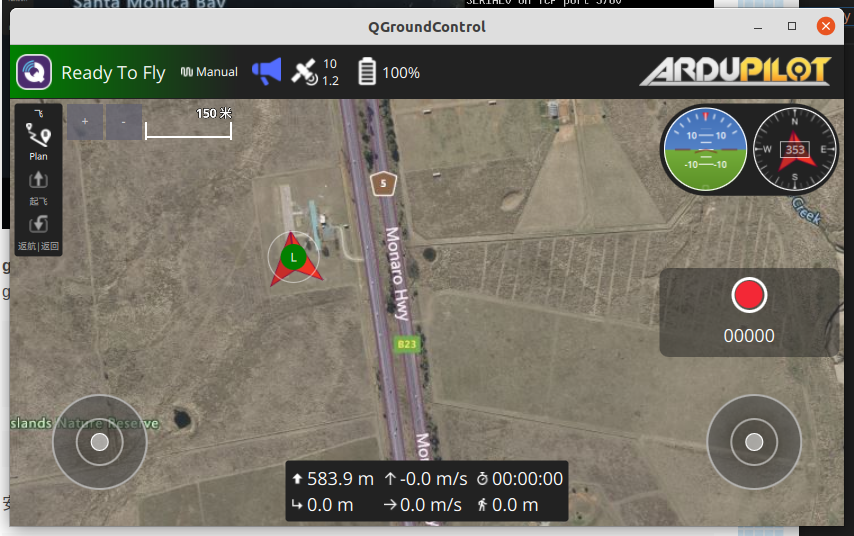 Santa Monica Bay
SERIAL0 on TCP port 5760
QGroundControl
Ready To Fly
Manual
10
1.2
100%
ARDUPILOT
飞
Plan
起飞
返航|返回
+
-
150 米
10
10
-10
-10
N
W
353
E
S
Creek
5
Monaro Hwy
L
00000
B23
slands Nature Reserve
Mo
583.9 m
-0.0 m/s
00:00:00
0.0 m
0.0 m/s
0.0 m
g
g